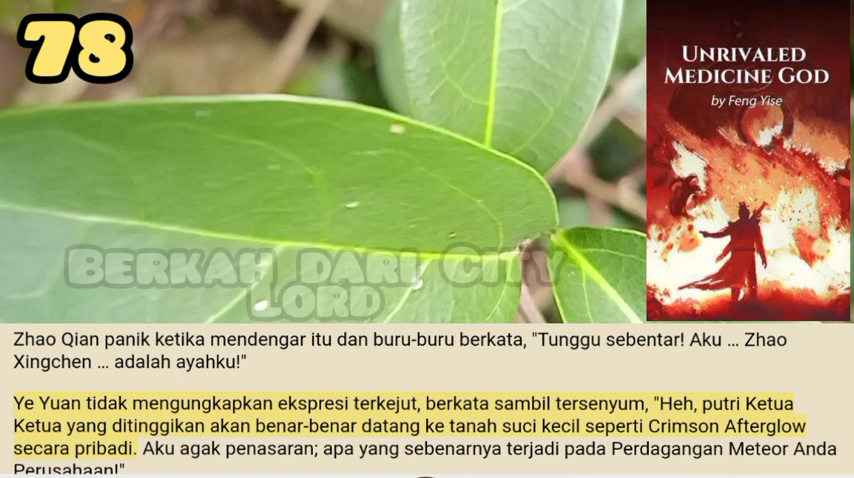 78
UNRIVALED
MEDICINE GOD
by Feng Yise
BERKAH DARI CITY
LORD
Zhao Qian panik ketika mendengar itu dan buru-buru berkata, "Tunggu sebentar! Aku ... Zhao
Xingchen ... adalah ayahku!"
Ye Yuan tidak mengungkapkan ekspresi terkejut, berkata sambil tersenyum, "Heh, putri Ketua
Ketua yang ditinggikan akan benar-benar datang ke tanah suci kecil seperti Crimson Afterglow
secara pribadi. Aku agak penasaran; apa yang sebenarnya terjadi pada Perdagangan Meteor Anda
Perusahaan!"